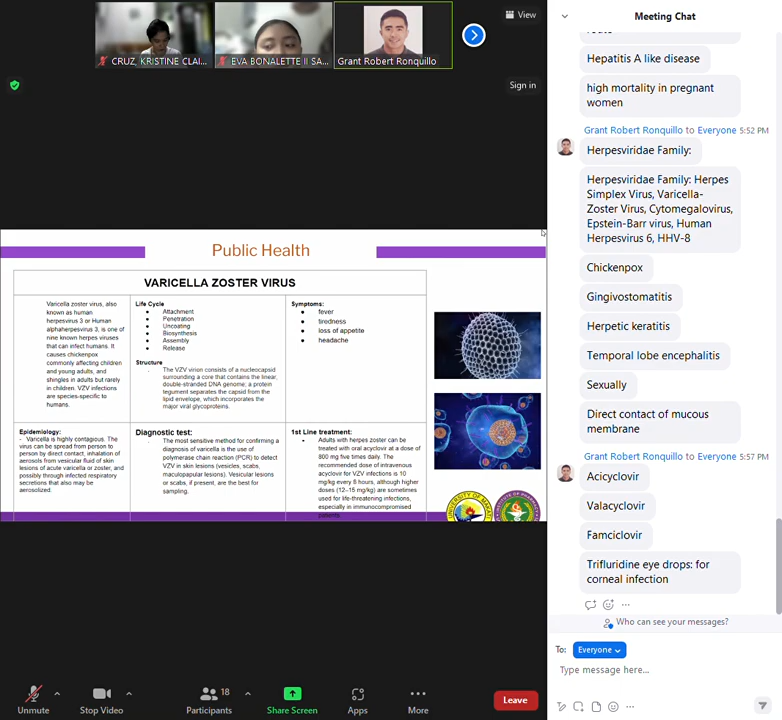 CRUZ, KRISTINE CLAI...
EVA BONALETTE II SA...
Grant Robert Ronquillo
View
Sign in
Public Health
VARICELLA ZOSTER VIRUS
Varicella zoster virus, also
known as human
herpesvirus 3 or Human
alphaherpesvirus 3, is one of
nine known herpes viruses
that can infect humans. It
causes chickenpox
commonly affecting children
and young adults, and
shingles in adults but rarely
in children. VZV infections
are species-specific to
humans.
Life Cycle
Attachment
Penetration
Uncoating
Biosynthesis
Assembly
Release
Structure
The VZV virion consists of a nucleocapsid
surrounding a core that contains the linear,
double-stranded DNA genome; a protein
tegument separates the capsid from the
lipid envelope, which incorporates the
major viral glycoproteins.
Symptoms:
fever
tiredness
loss of appetite
headache
Epidemiology:
- Varicella is highly contagious. The
virus can be spread from person to
person by direct contact, inhalation
of aerosols from vesicular fluid of skin
lesions of acute varicella or zoster, and
possibly through infected respiratory
secretions that also may be
aerosolized.
Diagnostic test:
The most sensitive method for confirming a
diagnosis of varicella is the use of
polymerase chain reaction (PCR) to detect
VZV in skin lesions (vesicles, scabs,
maculopapular lesions). Vesicular lesions
or scabs, if present, are the best for
sampling.
1st Line treatment:
Adults with herpes zoster can be
treated with oral acyclovir at a dose of
800 mg five times daily. The
recommended dose of intravenous
acyclovir for VZV infections is 10
mg/kg every 8 hours, although higher
doses (12–15 mg/kg) are sometimes
used for life-threatening infections,
especially in immunocompromised
patients
Unmute
Stop Video
18
Participants
Share Screen
Apps
More
Leave
Meeting Chat
Hepatitis A like disease
high mortality in pregnant
women
Grant Robert Ronquillo to Everyone 5:52 PM
Herpesviridae Family:
Herpesviridae Family: Herpes
Simplex Virus, Varicella-
Zoster Virus, Cytomegalovirus,
Epstein-Barr virus, Human
Herpesvirus 6, HHV-8
Chickenpox
Gingivostomatitis
Herpetic keratitis
Temporal lobe encephalitis
Sexually
Direct contact of mucous
membrane
Grant Robert Ronquillo to Everyone 5:57 PM
Acicyclovir
Valacyclovir
Famciclovir
Trifluridine eye drops: for
corneal infection
Who can see your messages?
To: Everyone
Type message here...